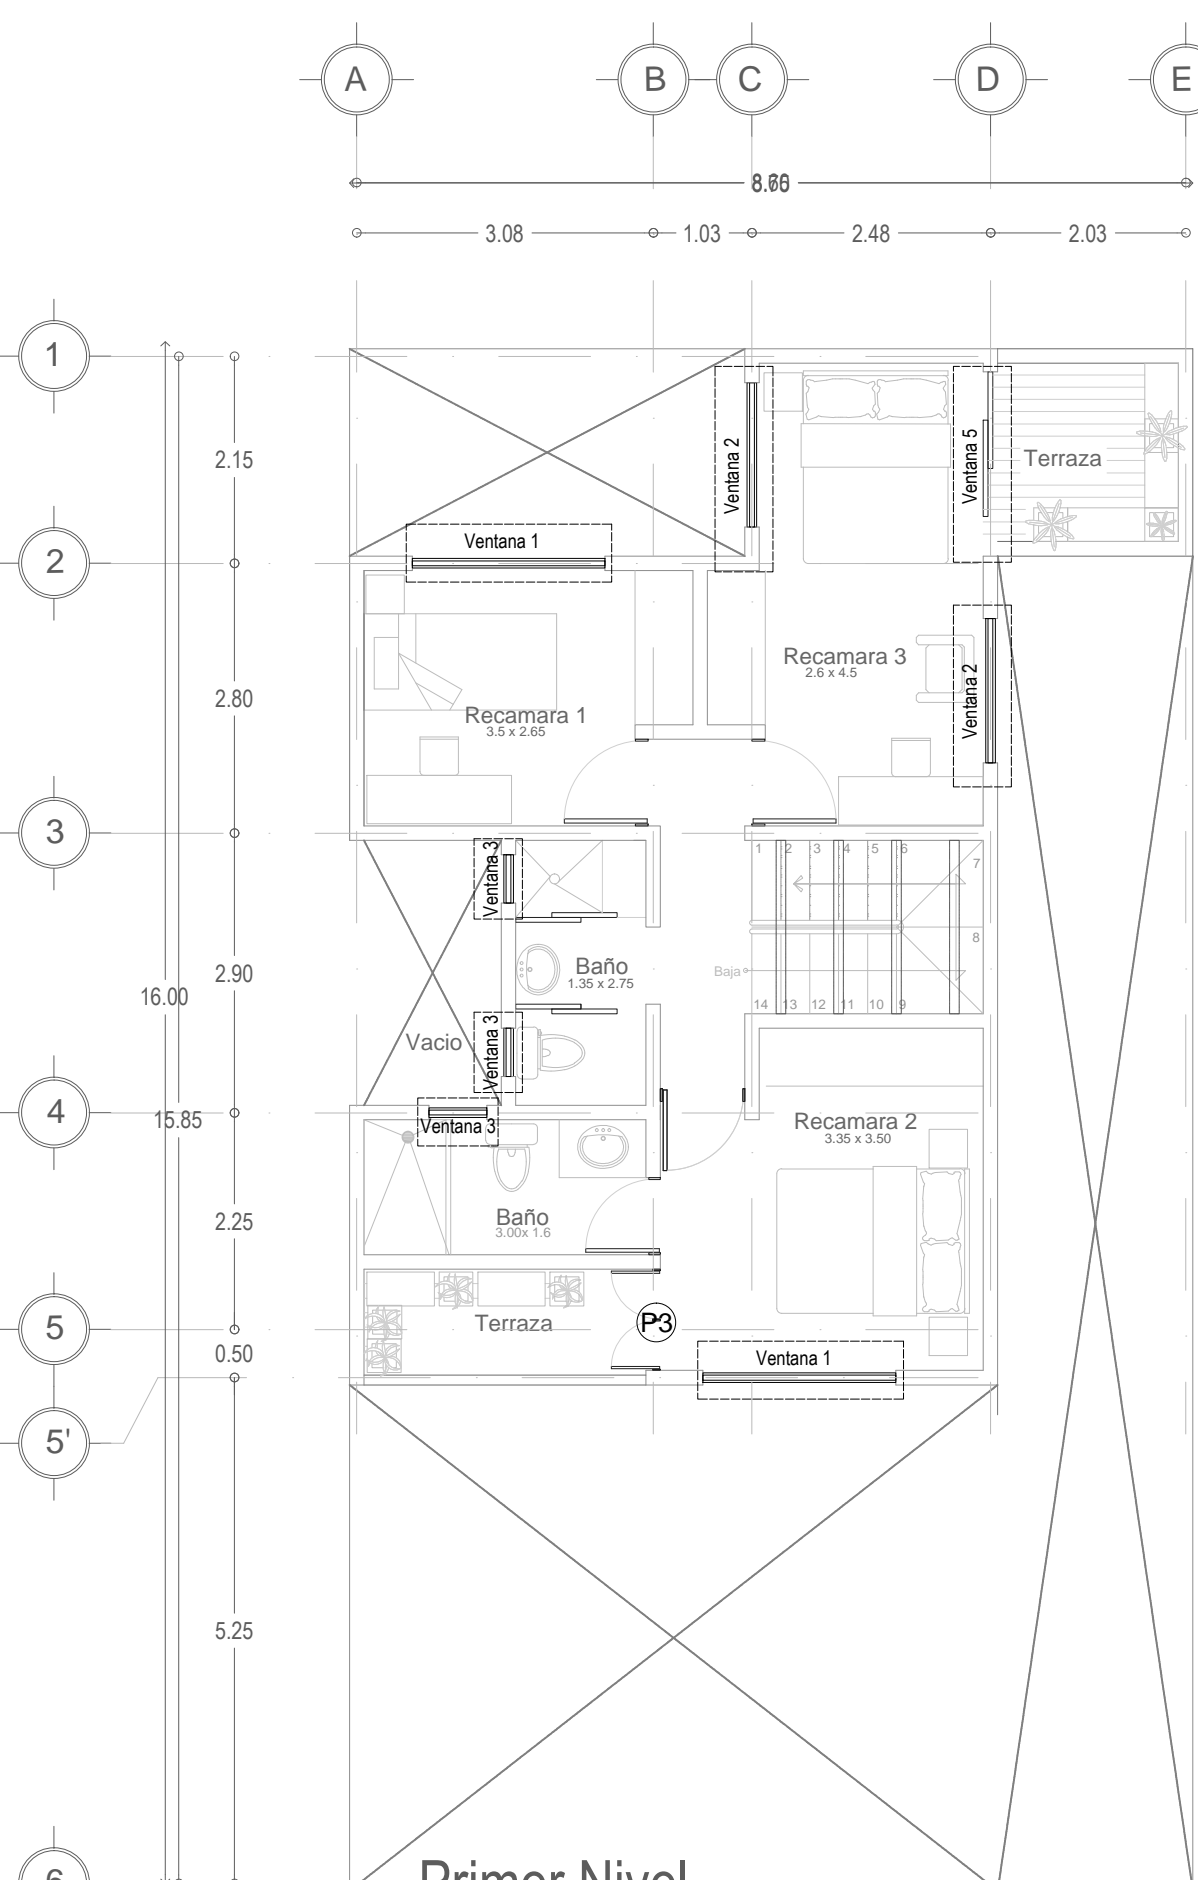 A B C D E
3.08 1.03 2.48 2.03
1
2.15
Ventana 2
Ventana 5
Terraza
2
Ventana 1
Recamara 3
2.6 x 4.5
2.80
Ventana 2
Recamara 1
3.5 x 2.65
3
Ventana 3
1 2 3 4 5 6
7
8
2.90
16.00
Baño
1.35 x 2.75
Baja
14 13 12 11 10 9
Vacio
Ventana 3
4
15.85
Ventana 3
Recamara 2
3.35 x 3.50
2.25
Baño
3.00x 1.6
5
Terraza
P3
0.50
Ventana 1
5'
5.25
6
Primer Nivel